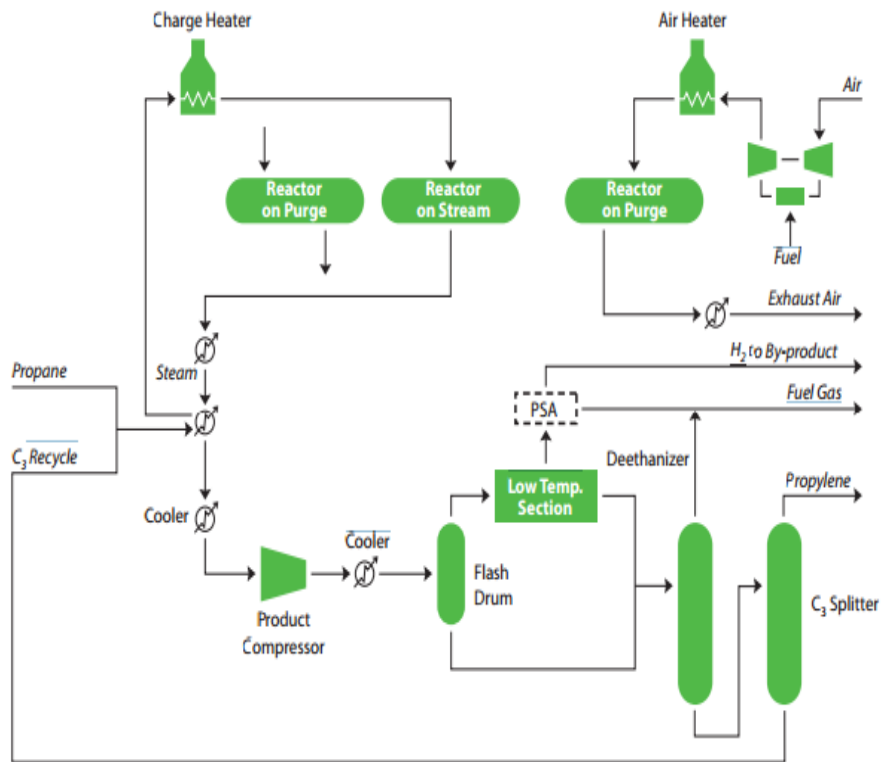 Charge Heater
Air Heater
Air
Reactor
on Purge
Reactor
on Stream
Reactor
on Purge
Fuel
Exhaust Air
H₂ to By-product
Propane
Steam
PSA
Fuel Gas
C₃ Recycle
Deethanizer
Low Temp.
Section
Propylene
Cooler
Cooler
Flash
Drum
C₃ Splitter
Product
Compressor